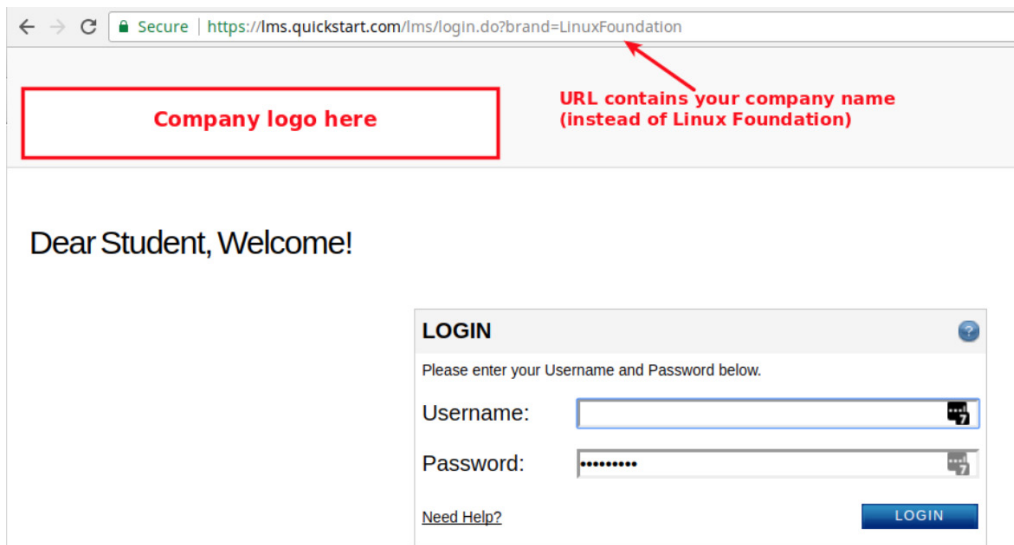 Secure | https://lms.quickstart.com/lms/login.do?brand=LinuxFoundation
Company logo here
URL contains your company name
(instead of Linux Foundation)
Dear Student, Welcome!
LOGIN
?
Please enter your Username and Password below.
Username:
7
Password: •••••••••
7
Need Help?
LOGIN